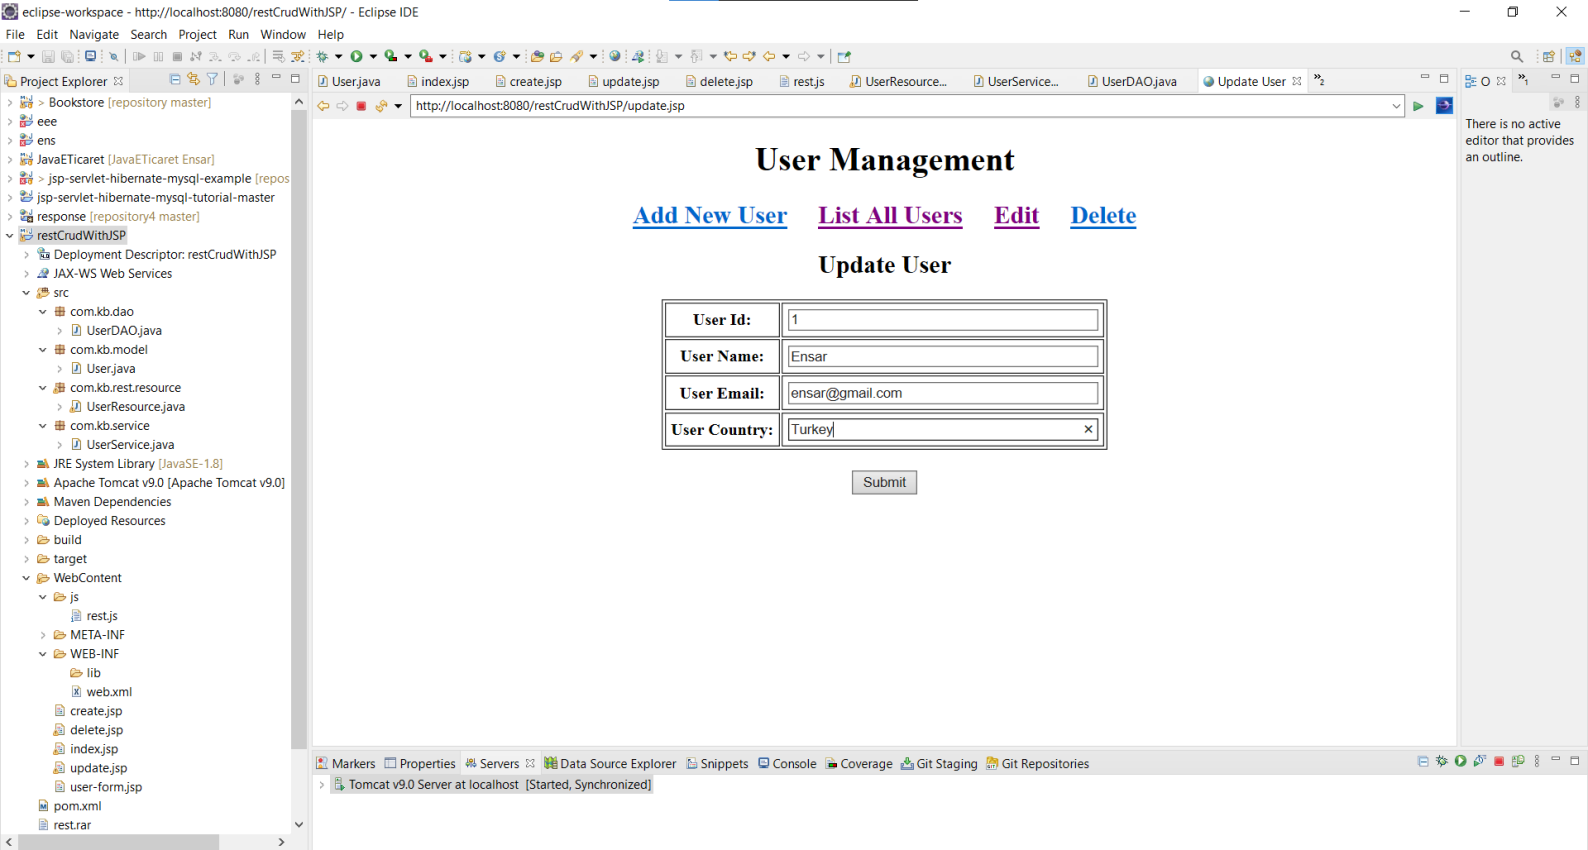 eclipse-workspace - http://localhost:8080/restCrudWithJSP/ - Eclipse IDE
File Edit Navigate Search Project Run Window Help
Project Explorer
> Bookstore [repository master]
eee
ens
JavaETicaret [JavaETicaret Ensar]
> jsp-servlet-hibernate-mysql-example [repos
jsp-servlet-hibernate-mysql-tutorial-master
response [repository4 master]
restCrudWithJSP
Deployment Descriptor: restCrudWithJSP
JAX-WS Web Services
src
com.kb.dao
UserDAO.java
com.kb.model
User.java
com.kb.rest.resource
UserResource.java
com.kb.service
UserService.java
JRE System Library [JavaSE-1.8]
Apache Tomcat v9.0 [Apache Tomcat v9.0]
Maven Dependencies
Deployed Resources
build
target
WebContent
js
rest.js
META-INF
WEB-INF
lib
web.xml
create.jsp
delete.jsp
index.jsp
update.jsp
user-form.jsp
pom.xml
rest.rar
User.java index.jsp create.jsp update.jsp delete.jsp rest.js UserResource... UserService... UserDAO.java Update User »2
http://localhost:8080/restCrudWithJSP/update.jsp
User Management
Add New User List All Users Edit Delete
Update User
User Id: 1
User Name: Ensar
User Email: ensar@gmail.com
User Country: Turkey
Submit
O »1
There is no active
editor that provides
an outline.
Markers Properties Servers Data Source Explorer Snippets Console Coverage Git Staging Git Repositories
Tomcat v9.0 Server at localhost [Started, Synchronized]